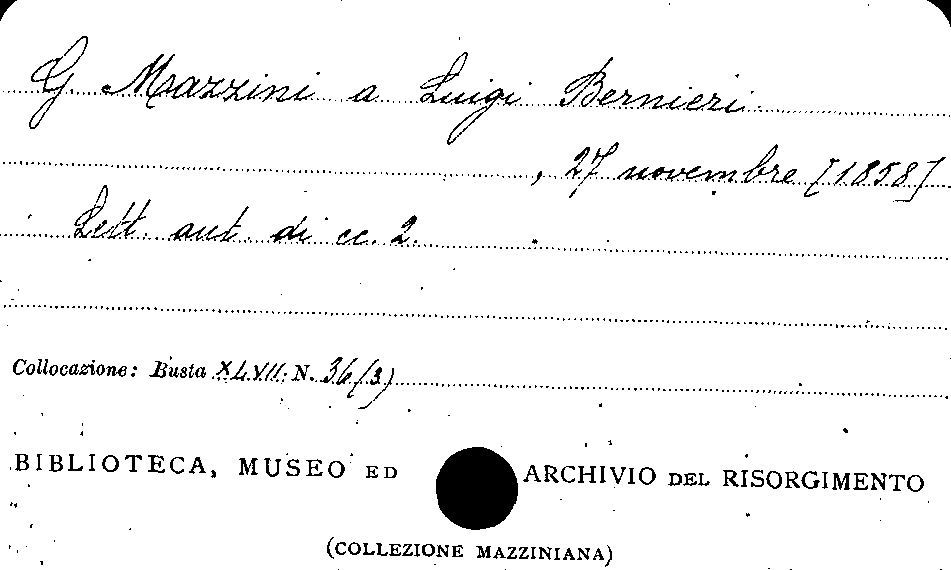 G. Mazzini a Luigi Bernieri.
, 27 novembre [1858]
Lett. aut. di cc. 2.
Collocazione: Busta XLVII. N. 36(3)
BIBLIOTECA, MUSEO ED ARCHIVIO DEL RISORGIMENTO
(COLLEZIONE MAZZINIANA)